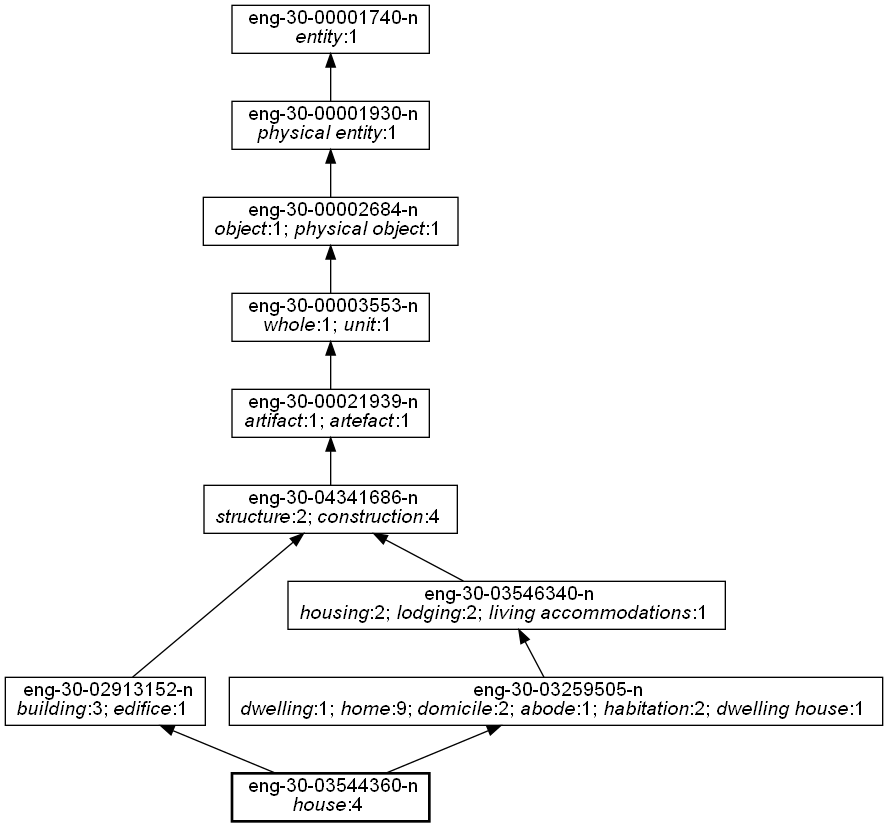 eng-30-00001740-n
entity:1
eng-30-00001930-n
physical entity:1
eng-30-00002684-n
object:1; physical object:1
eng-30-00003553-n
whole:1; unit:1
eng-30-00021939-n
artifact:1; artefact:1
eng-30-04341686-n
structure:2; construction:4
eng-30-03546340-n
housing:2; lodging:2; living accommodations:1
eng-30-02913152-n
building:3; edifice:1
eng-30-03259505-n
dwelling:1; home:9; domicile:2; abode:1; habitation:2; dwelling house:1
eng-30-03544360-n
house:4